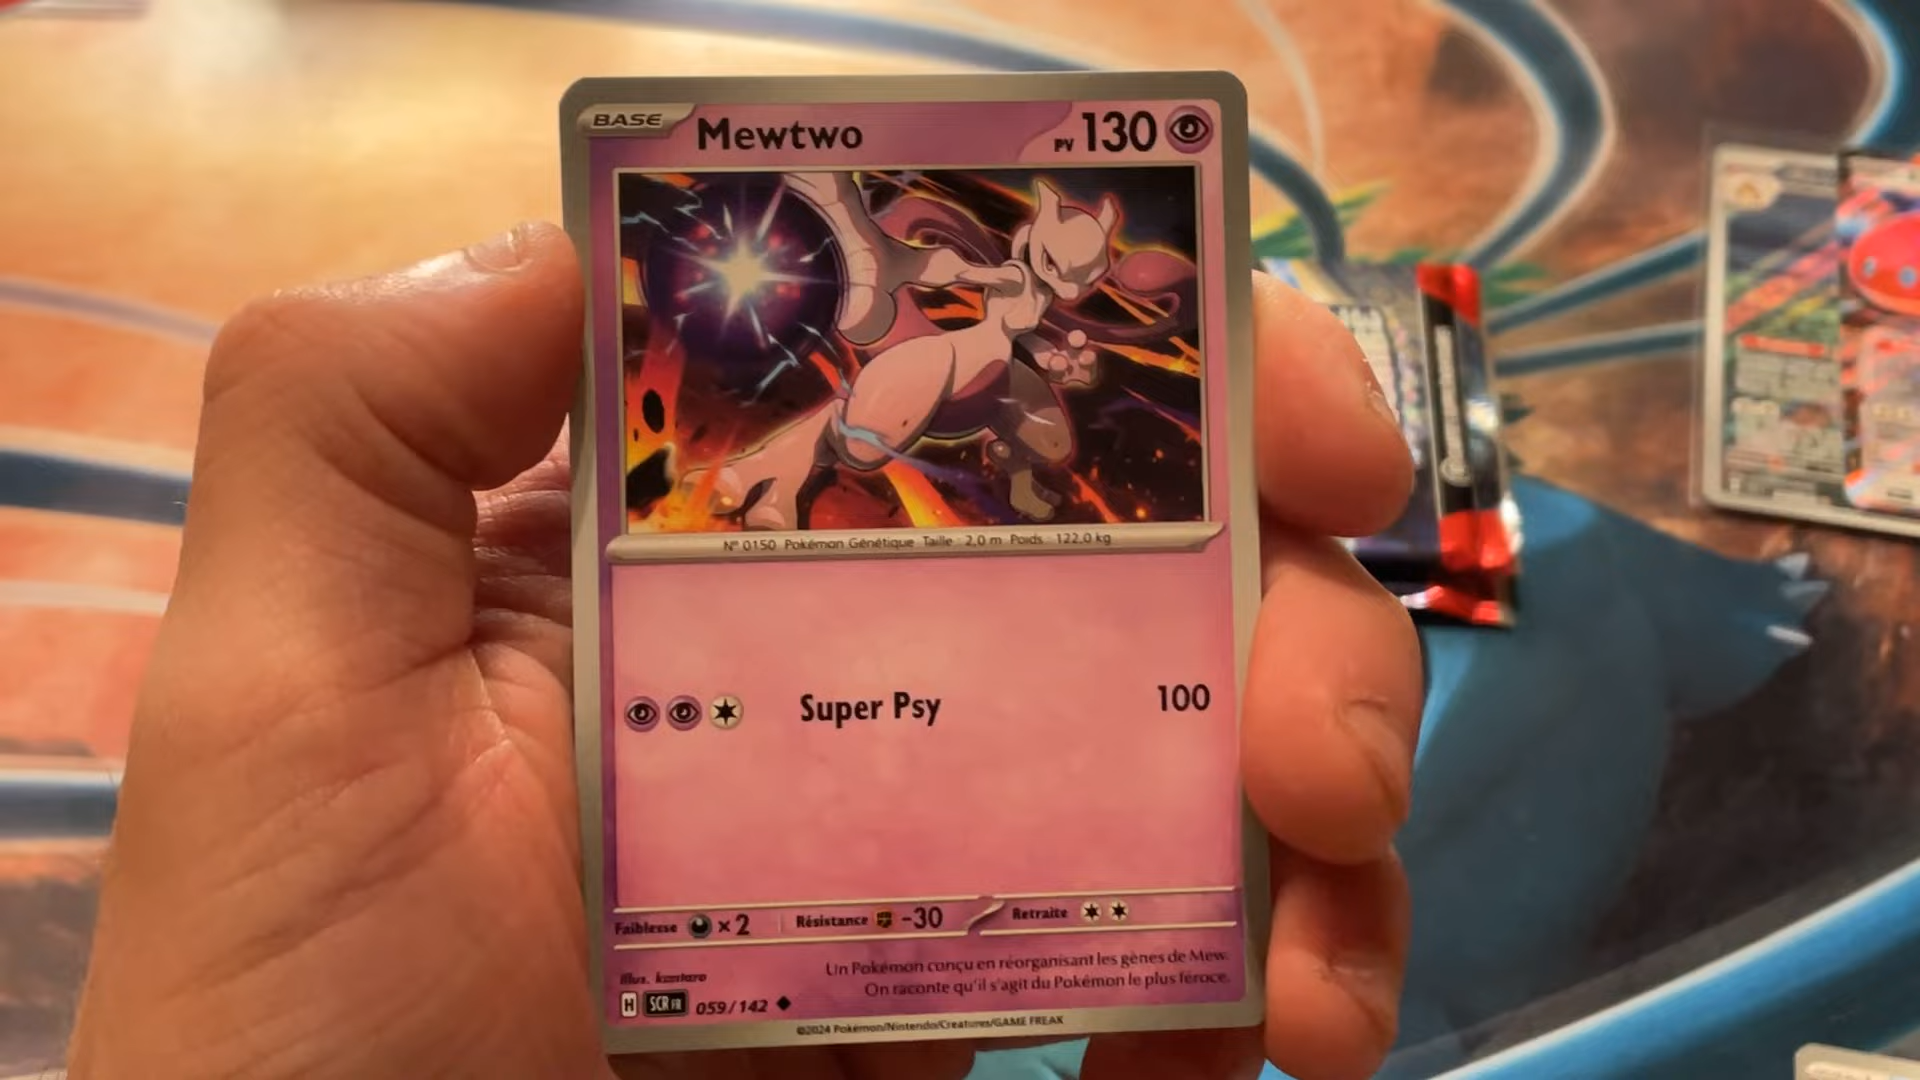 BASE
Mewtwo
PV 130
N° 0150 Pokémon Génétique Taille : 2,0 m Poids : 122,0 kg
Super Psy 100
Faiblesse ×2 Résistance -30 Retraite
Illus. kantaro
Un Pokémon conçu en réorganisant les gènes de Mew.
On raconte qu'il s'agit du Pokémon le plus féroce.
H SCR FR 059/142
©2024 Pokémon/Nintendo/Creatures/GAME FREAK